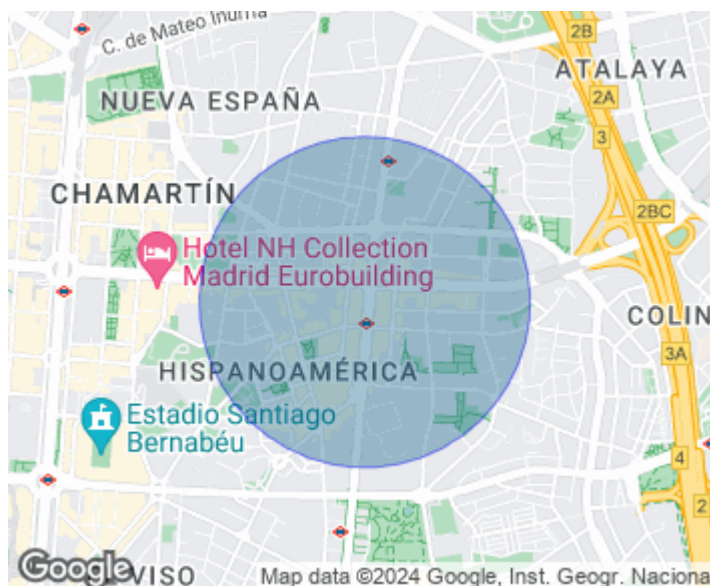 C. de Mateo Inurria
2B
ATALAYA
NUEVA ESPAÑA
2A
3
CHAMARTÍN
2BC
Hotel NH Collection
Madrid Eurobuilding
COLIN
3A
HISPANOAMÉRICA
Estadio Santiago
Bernabéu
4
2
Google
VISO
Map data ©2024 Google, Inst. Geogr. Naciona